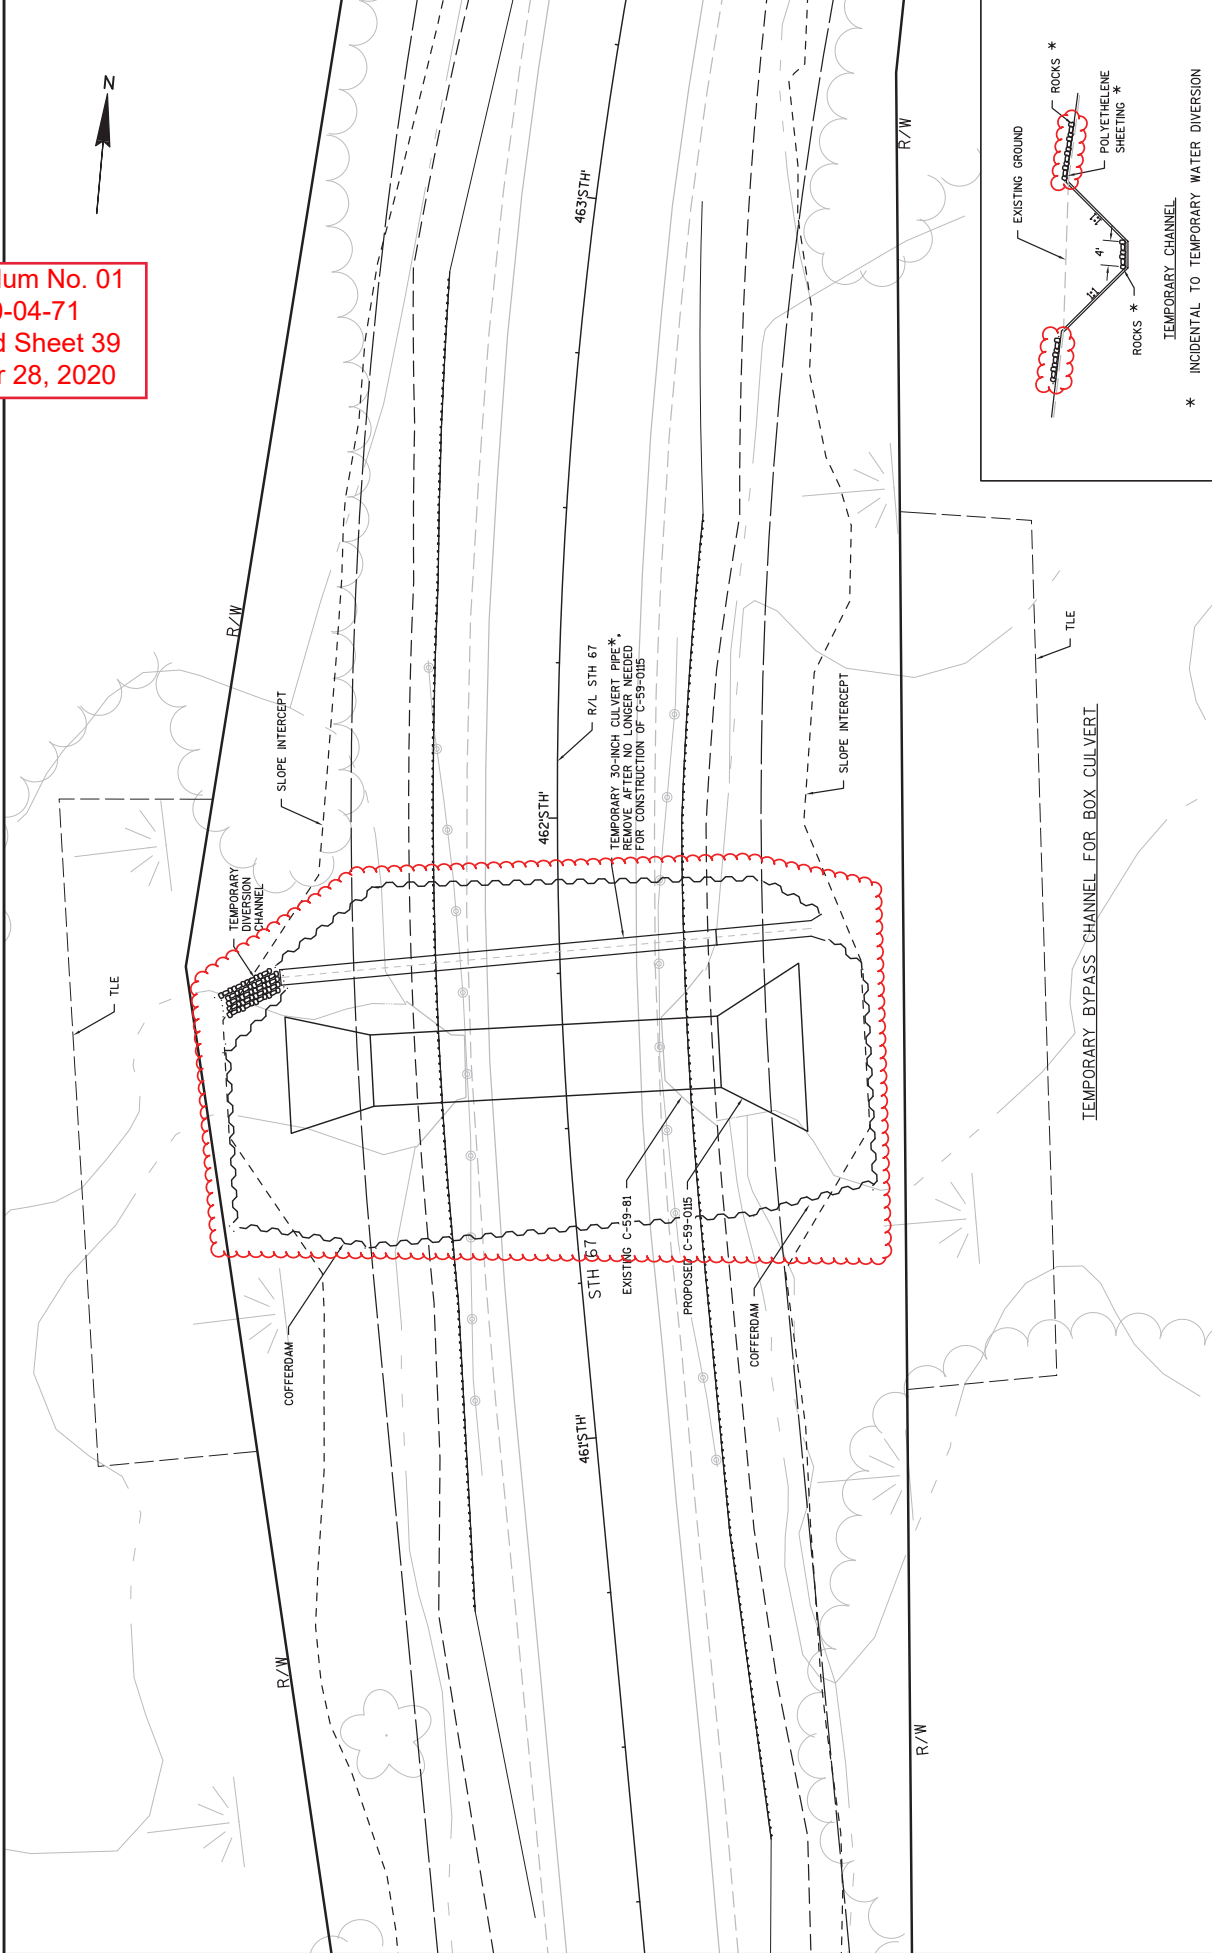 N
lum No. 01
0-04-71
d Sheet 39
r 28, 2020
R/W
R/W
463'STH'
EXISTING GROUND
ROCKS *
POLYETHELENE
SHEETING *
1:1
4'
1:1
ROCKS *
TEMPORARY CHANNEL
* INCIDENTAL TO TEMPORARY WATER DIVERSION
SLOPE INTERCEPT
R/L STH 67
TEMPORARY 30-INCH CULVERT PIPE*,
REMOVE AFTER NO LONGER NEEDED
FOR CONSTRUCTION OF C-59-0115
SLOPE INTERCEPT
TLE
462'STH'
TEMPORARY
DIVERSION
CHANNEL
TLE
TEMPORARY BYPASS CHANNEL FOR BOX CULVERT
STH 67
EXISTING C-59-81
PROPOSED C-59-0115
COFFERDAM
COFFERDAM
461'STH'
R/W
R/W